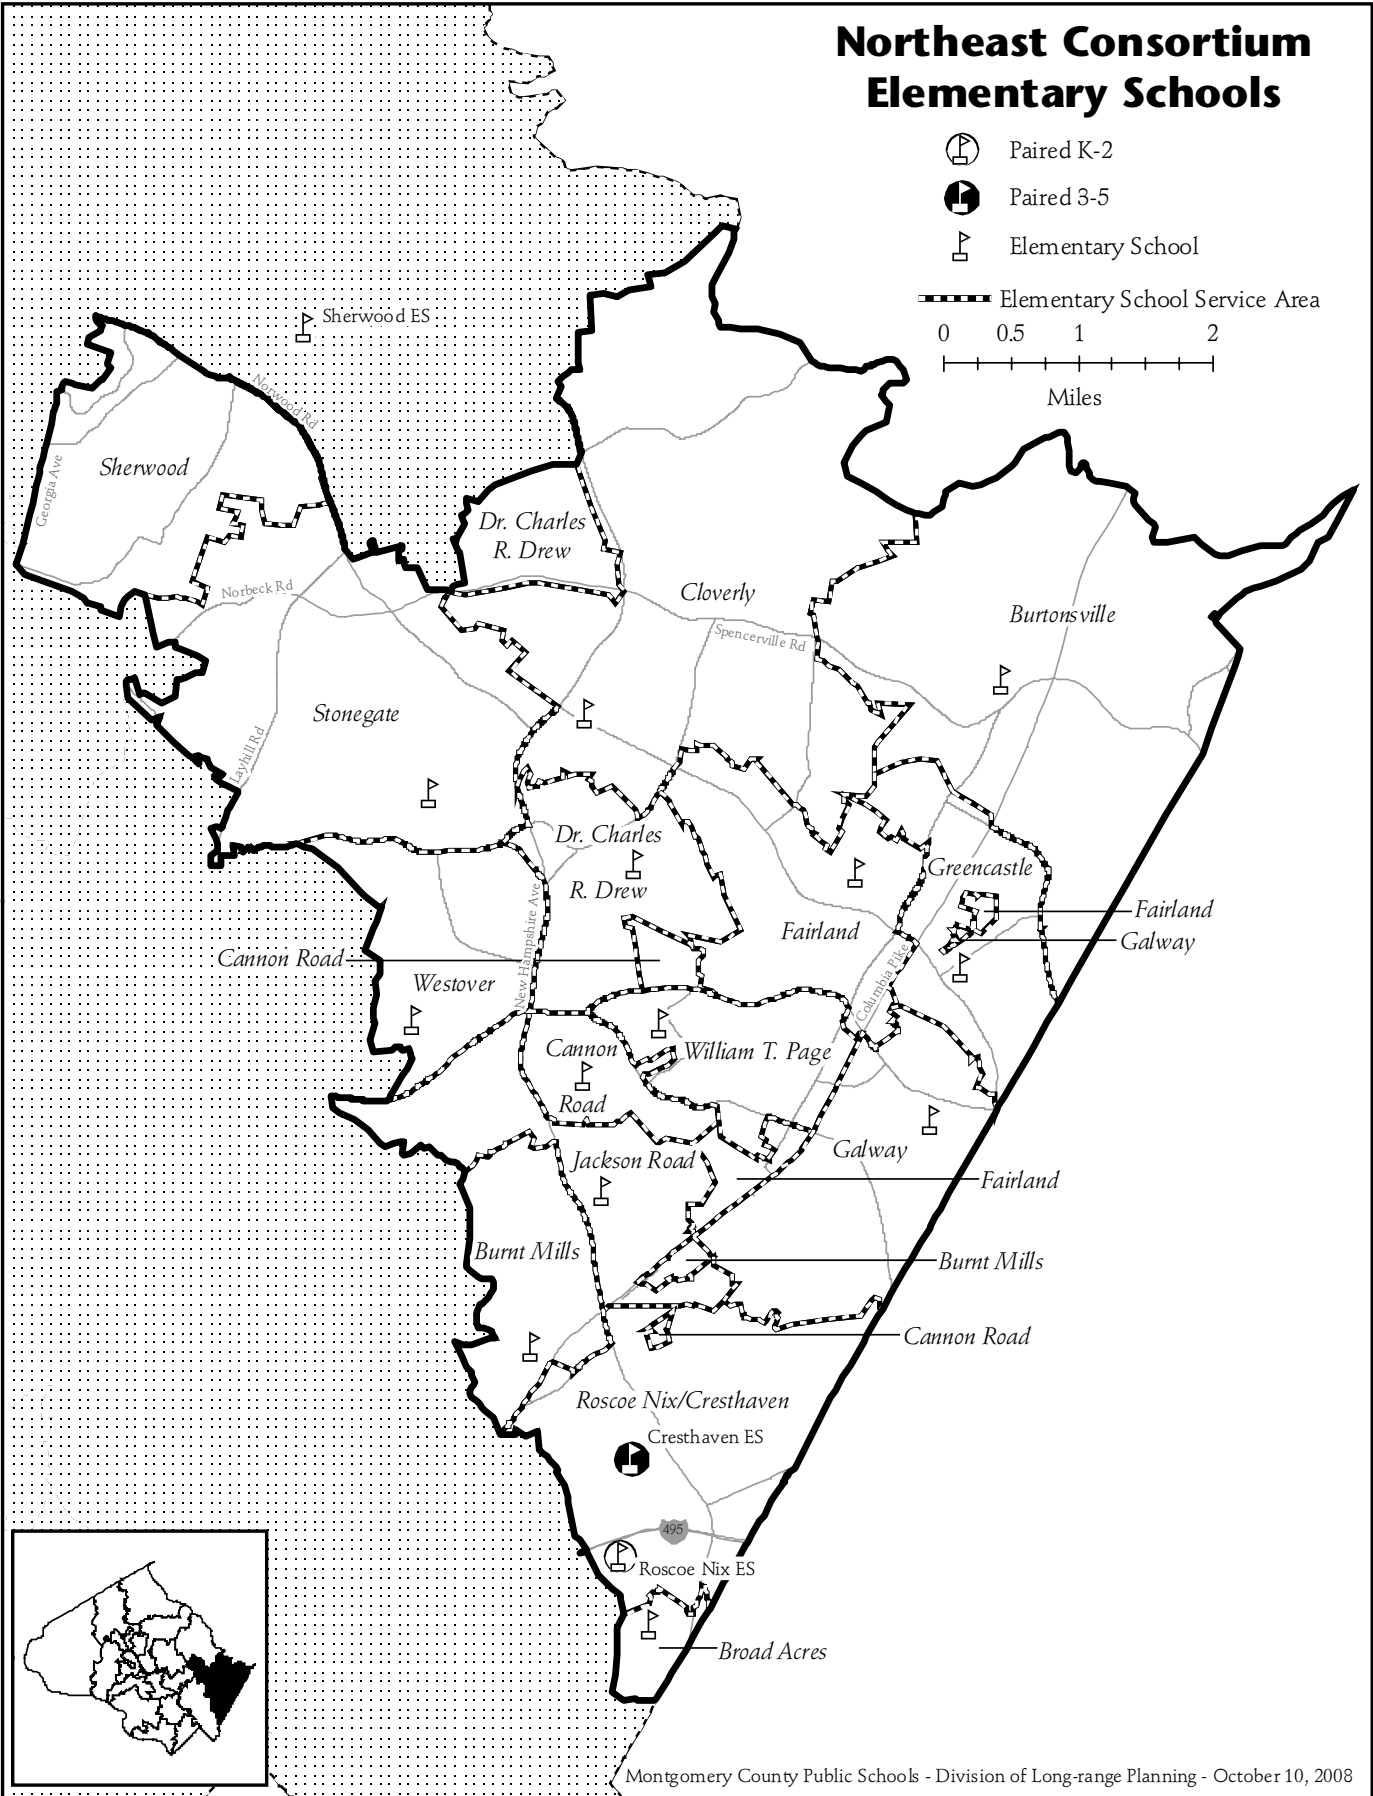 Northeast Consortium
Elementary Schools
Paired K-2
Paired 3-5
Elementary School
Elementary School Service Area
0 0.5 1 2
Miles
Sherwood ES
Norwood Rd
Sherwood
Georgia Ave
Dr. Charles
R. Drew
Norbeck Rd
Cloverly
Spencerville Rd
Burtonsville
Stonegate
Layhill Rd
Dr. Charles
R. Drew
Greencastle
Fairland
Fairland
Galway
New Hampshire Ave
Cannon Road
Westover
Columbia Pike
Cannon
Road
William T. Page
Galway
Jackson Road
Fairland
Burnt Mills
Burnt Mills
Cannon Road
Roscoe Nix/Cresthaven
Cresthaven ES
495
Roscoe Nix ES
Broad Acres
Montgomery County Public Schools - Division of Long-range Planning - October 10, 2008